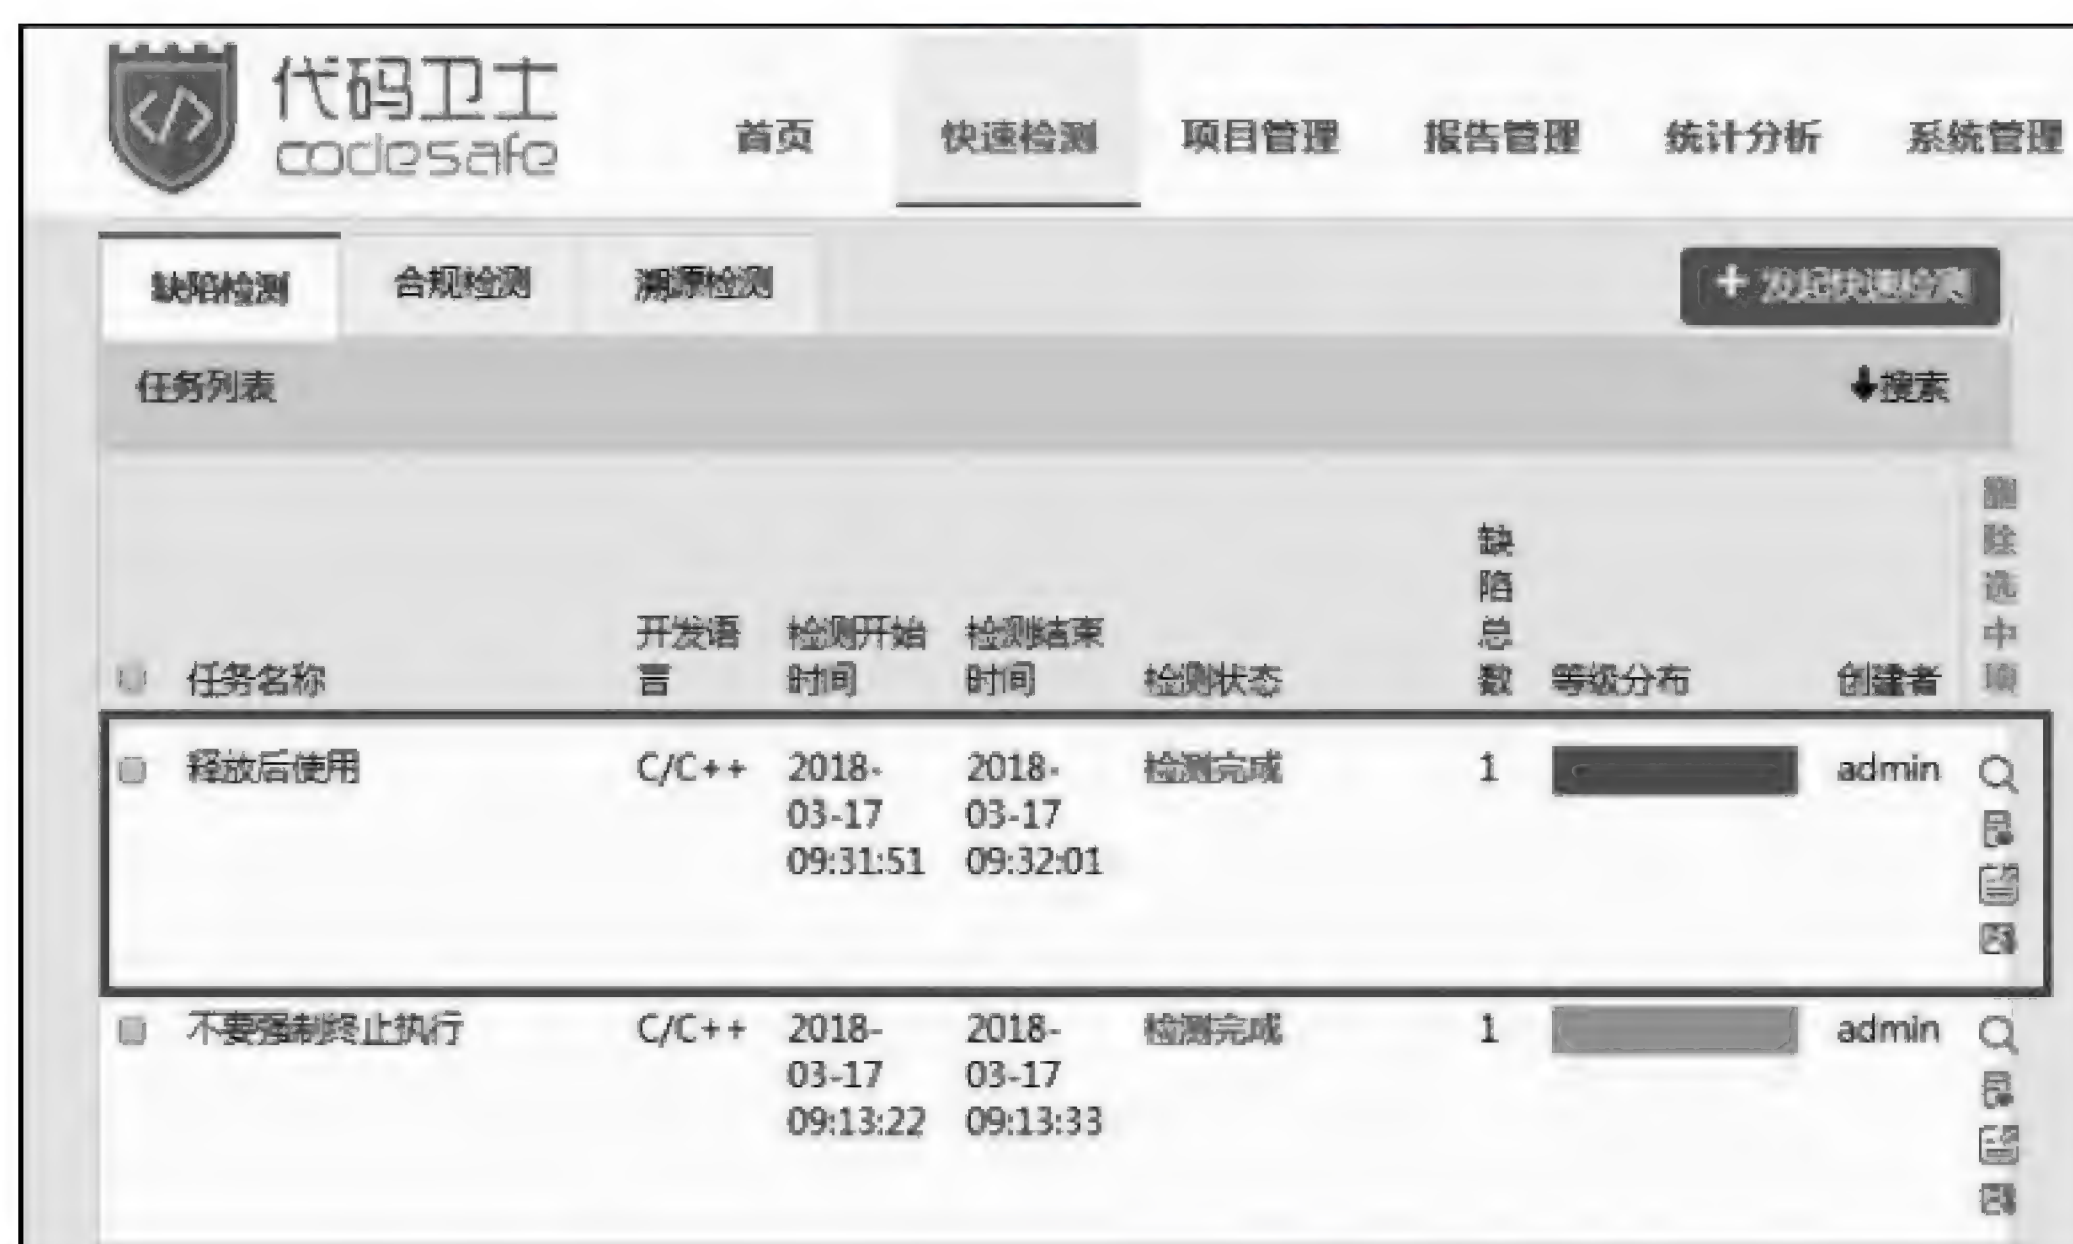 代码卫士
codesafe
首页 快速检测 项目管理 报告管理 统计分析 系统管理
缺陷检测 合规检测 溯源检测 + 发起快速检测
任务列表 搜索
任务名称 开发语言 检测开始时间 检测结束时间 检测状态 缺陷总数 等级分布 创建者 删除选中项
释放后使用 C/C++ 2018-03-17 09:31:51 2018-03-17 09:32:01 检测完成 1 admin
不要强制终止执行 C/C++ 2018-03-17 09:13:22 2018-03-17 09:13:33 检测完成 1 admin